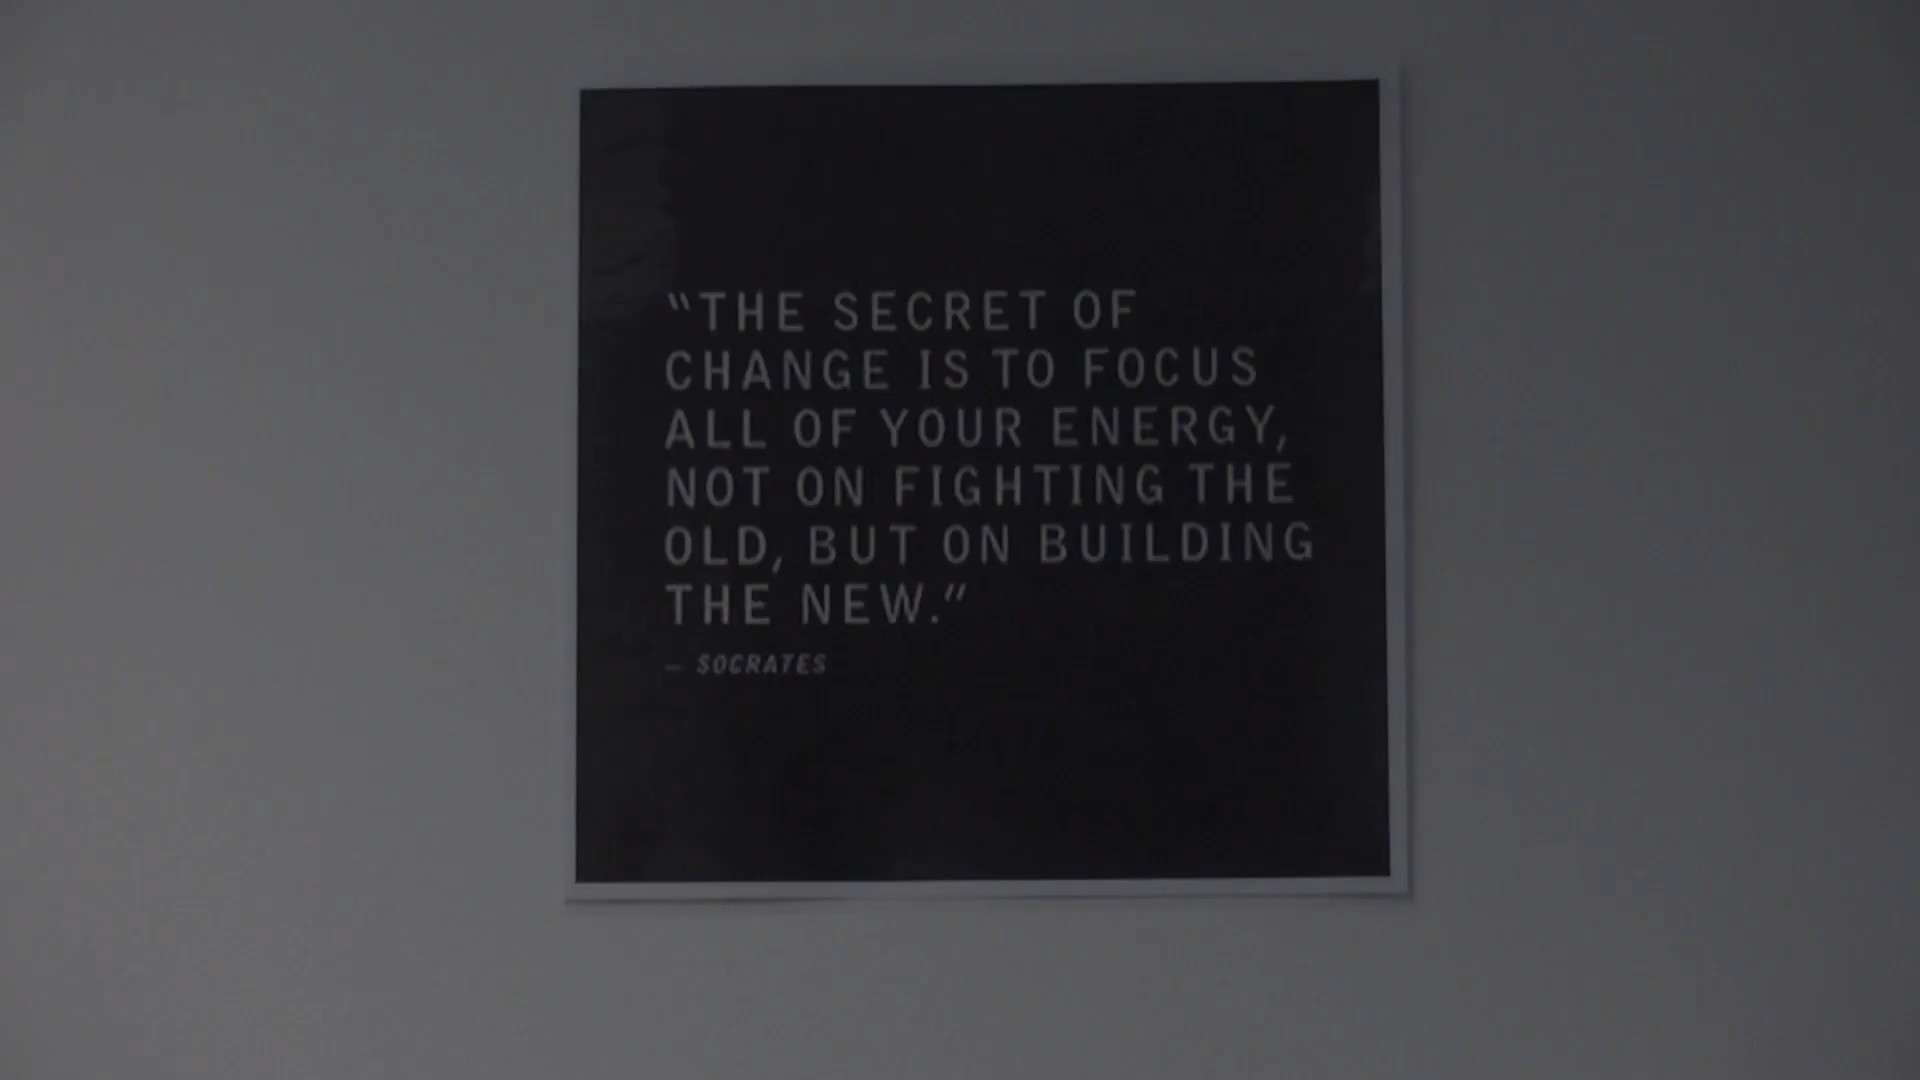 “THE SECRET OF
CHANGE IS TO FOCUS
ALL OF YOUR ENERGY,
NOT ON FIGHTING THE
OLD, BUT ON BUILDING
THE NEW.”
— SOCRATES